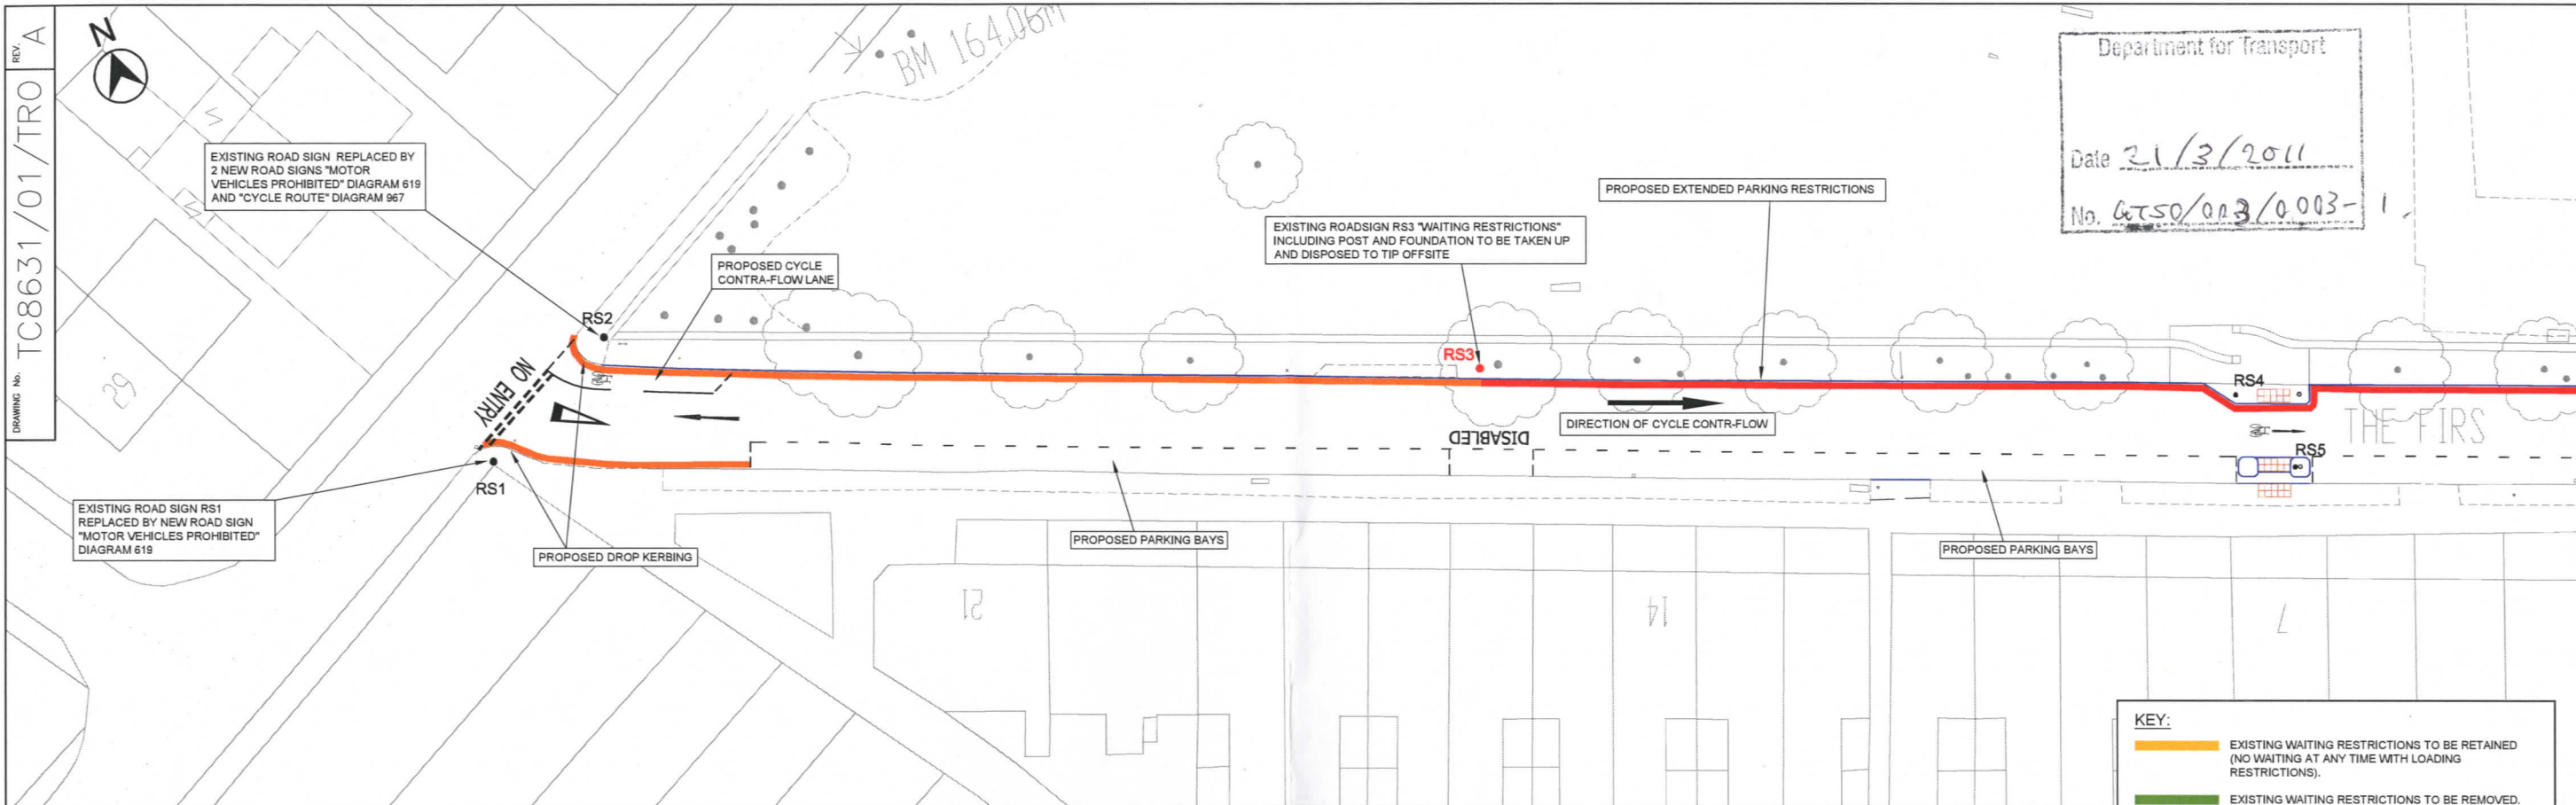 DRAWING No. TC8631/01/TRO REV. A
N
BM 164.06m
Department for Transport
Date 21/3/2011
No.
EXISTING ROAD SIGN REPLACED BY
2 NEW ROAD SIGNS "MOTOR
VEHICLES PROHIBITED" DIAGRAM 619
AND "CYCLE ROUTE" DIAGRAM 967
PROPOSED CYCLE
CONTRA-FLOW LANE
EXISTING ROADSIGN RS3 "WAITING RESTRICTIONS"
INCLUDING POST AND FOUNDATION TO BE TAKEN UP
AND DISPOSED TO TIP OFFSITE
PROPOSED EXTENDED PARKING RESTRICTIONS
RS2
RS3
RS4
29
NO ENTRY
DIRECTION OF CYCLE CONTR-FLOW
DISABLED
THE FIRS
RS5
RS1
EXISTING ROAD SIGN RS1
REPLACED BY NEW ROAD SIGN
"MOTOR VEHICLES PROHIBITED"
DIAGRAM 619
PROPOSED DROP KERBING
PROPOSED PARKING BAYS
PROPOSED PARKING BAYS
21
14
7
KEY:
EXISTING WAITING RESTRICTIONS TO BE RETAINED
(NO WAITING AT ANY TIME WITH LOADING
RESTRICTIONS).
EXISTING WAITING RESTRICTIONS TO BE REMOVED.